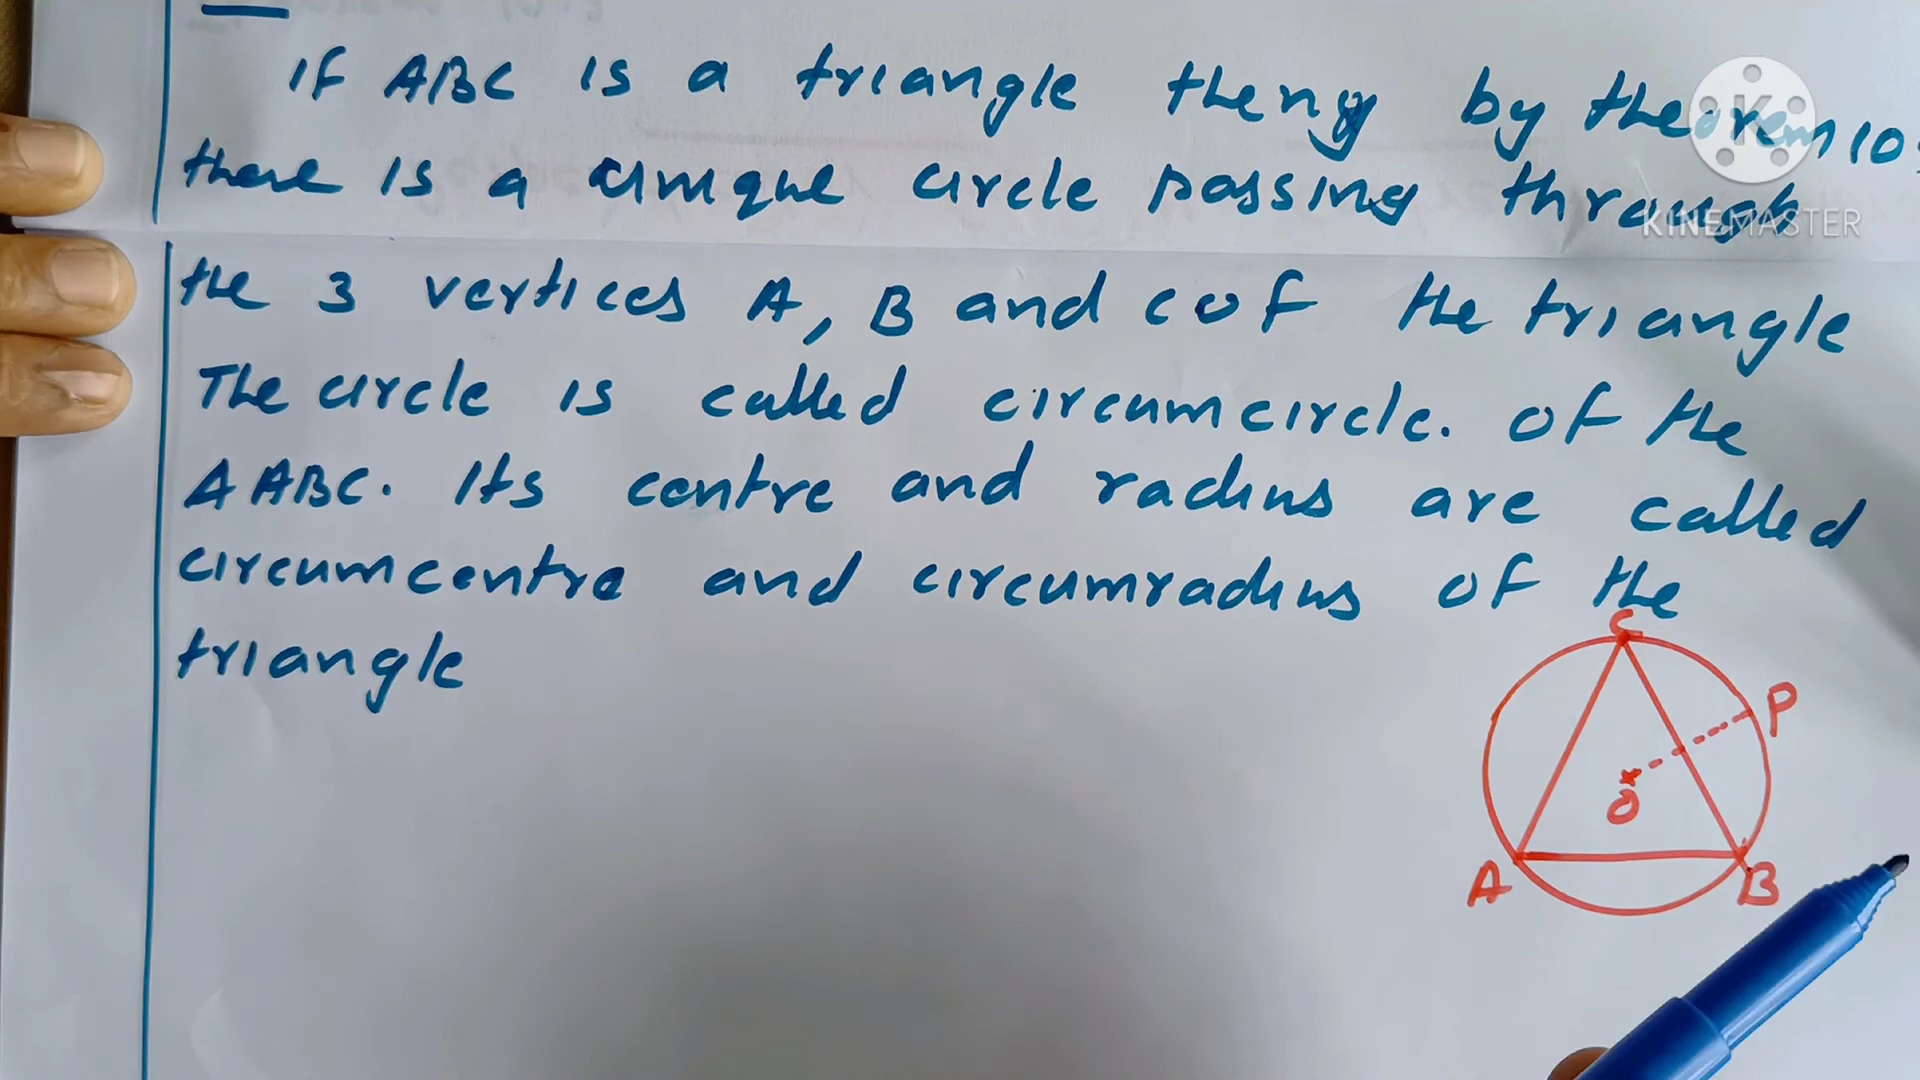 If ABC is a triangle then by theorem 10.
there is a unique circle passing through
the 3 vertices A, B and C of the triangle
The circle is called circumcircle. of the
Δ ABC. Its centre and radius are called
circumcentre and circumradius of the
triangle
C
P
O
A
B
K
KINEMASTER